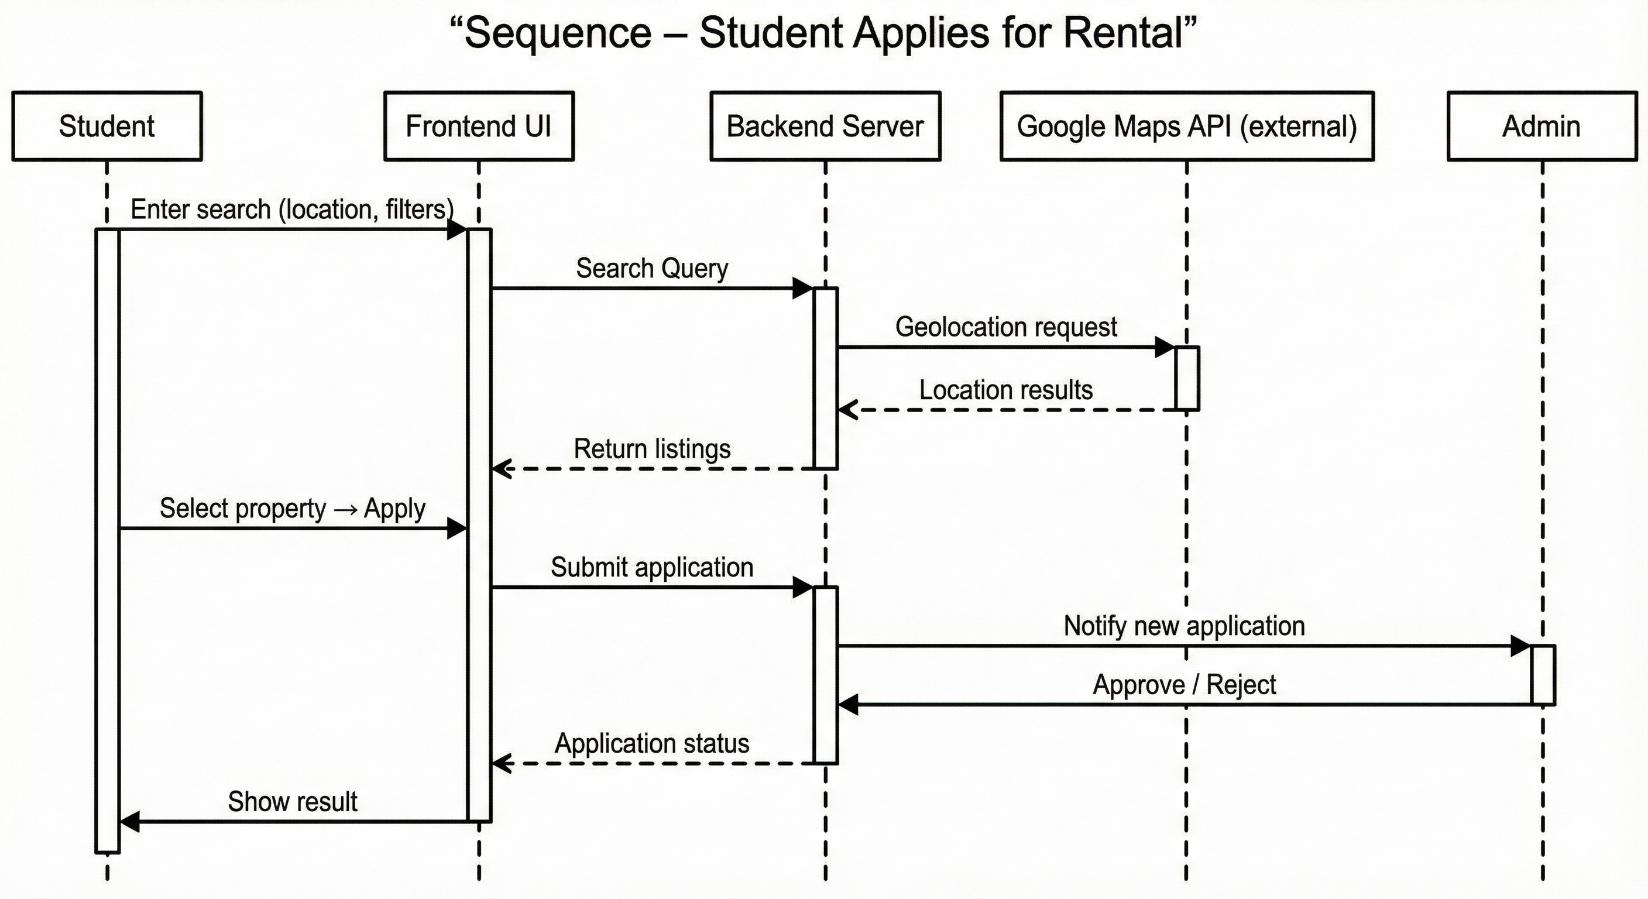 “Sequence – Student Applies for Rental”
Student
Frontend UI
Backend Server
Google Maps API (external)
Admin
Enter search (location, filters)
Search Query
Geolocation request
Location results
Return listings
Select property → Apply
Submit application
Notify new application
Approve / Reject
Application status
Show result